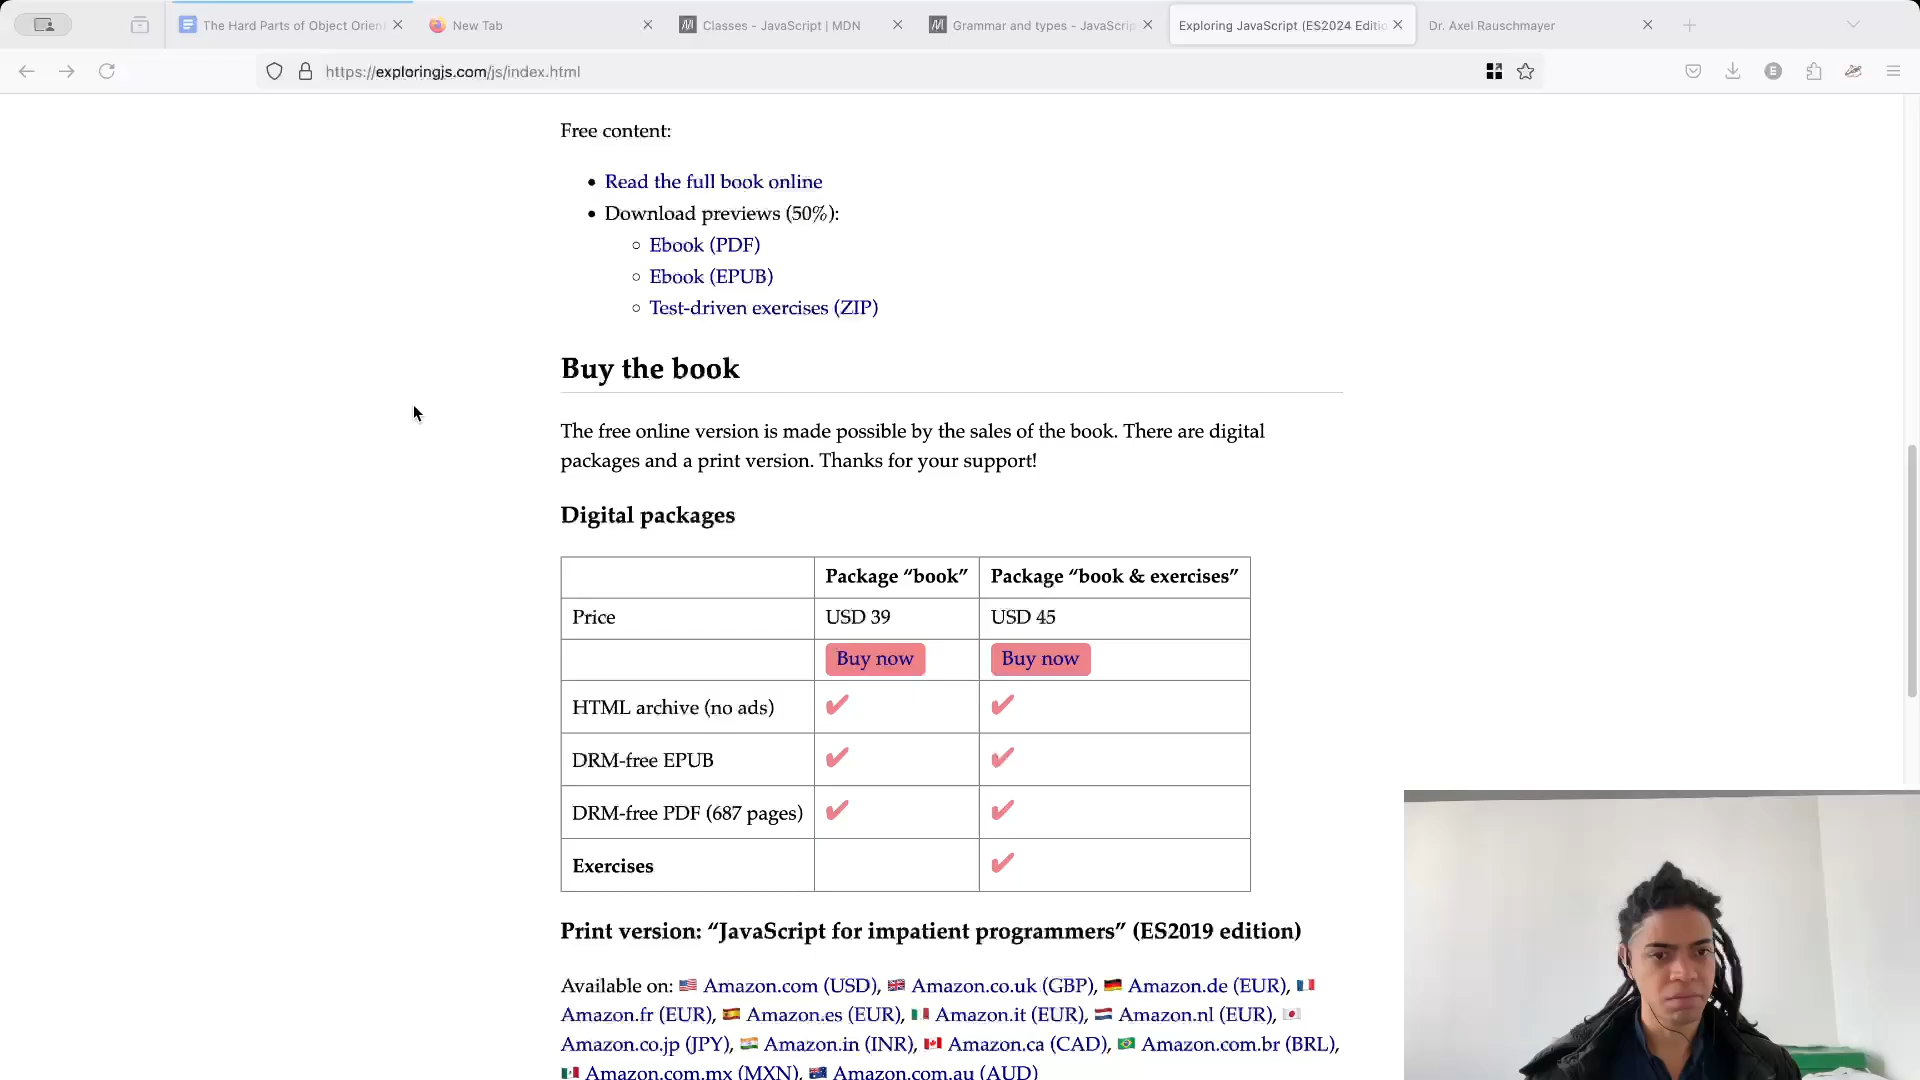 The Hard Parts of Object Orien
New Tab
Classes - JavaScript | MDN
Grammar and types - JavaScrip
Exploring JavaScript (ES2024 Editio
Dr. Axel Rauschmayer
https://exploringjs.com/js/index.html
E
Free content:
Read the full book online
Download previews (50%):
Ebook (PDF)
Ebook (EPUB)
Test-driven exercises (ZIP)
Buy the book
The free online version is made possible by the sales of the book. There are digital
packages and a print version. Thanks for your support!
Digital packages
Package “book” Package “book & exercises”
Price USD 39 USD 45
Buy now Buy now
HTML archive (no ads) ✔ ✔
DRM-free EPUB ✔ ✔
DRM-free PDF (687 pages) ✔ ✔
Exercises ✔
Print version: “JavaScript for impatient programmers” (ES2019 edition)
Available on: 🇺🇸 Amazon.com (USD), 🇬🇧 Amazon.co.uk (GBP), 🇩🇪 Amazon.de (EUR), 🇫🇷
Amazon.fr (EUR), 🇪🇸 Amazon.es (EUR), 🇮🇹 Amazon.it (EUR), 🇳🇱 Amazon.nl (EUR), 🇯🇵
Amazon.co.jp (JPY), 🇮🇳 Amazon.in (INR), 🇨🇦 Amazon.ca (CAD), 🇧🇷 Amazon.com.br (BRL),
🇲🇽 Amazon.com.mx (MXN), 🇦🇺 Amazon.com.au (AUD)